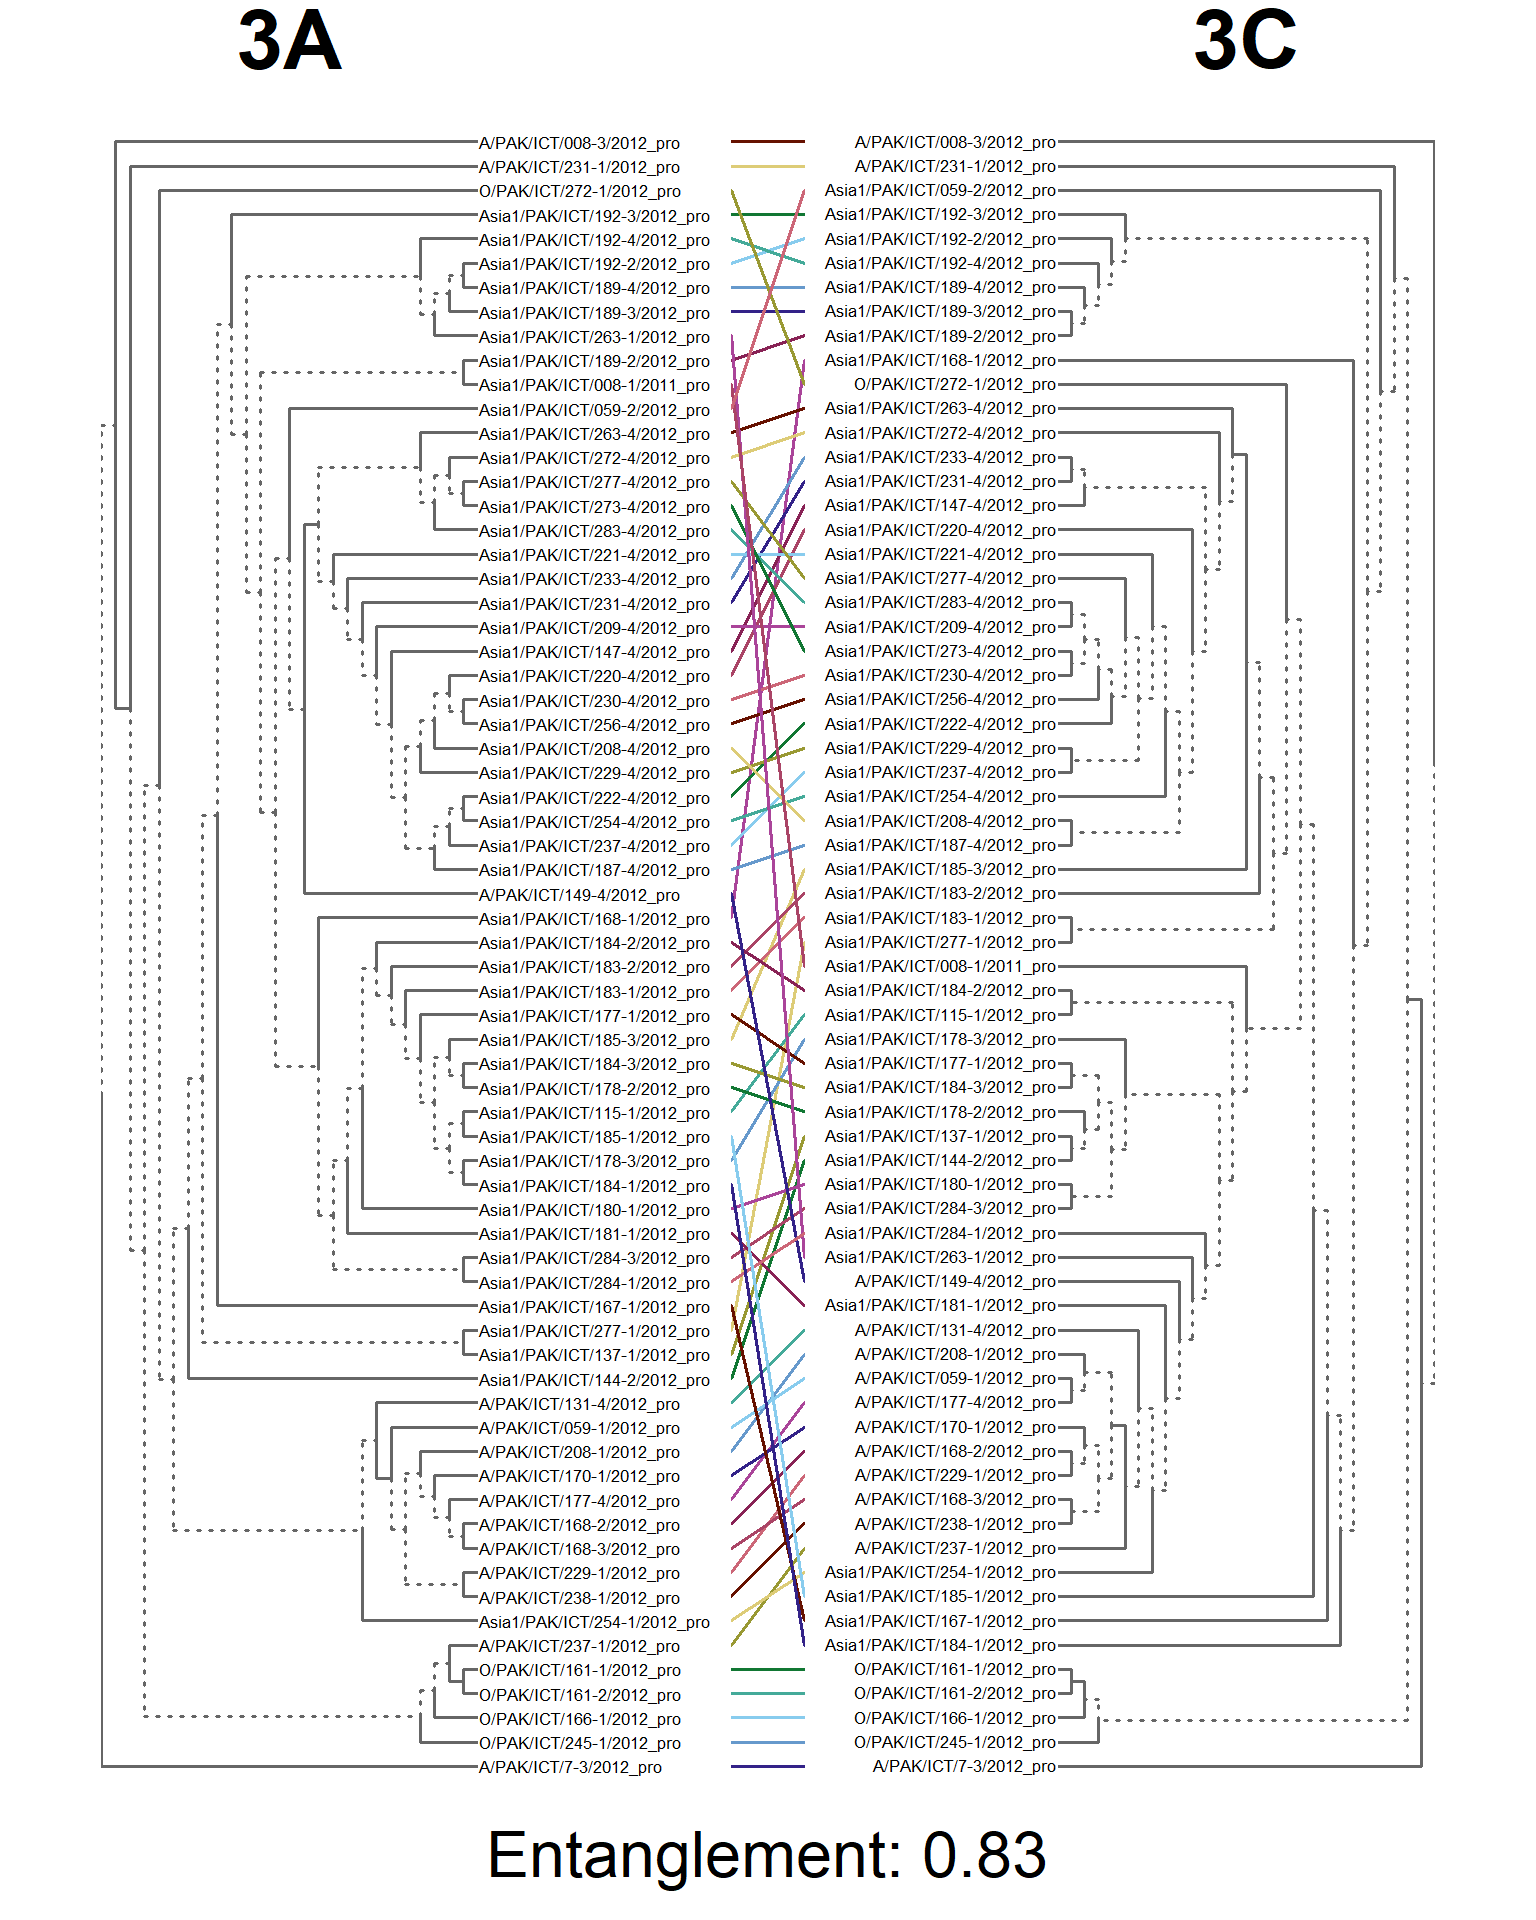 3A 3C
A/PAK/ICT/008-3/2012_pro A/PAK/ICT/008-3/2012_pro
A/PAK/ICT/231-1/2012_pro A/PAK/ICT/231-1/2012_pro
O/PAK/ICT/272-1/2012_pro Asia1/PAK/ICT/059-2/2012_pro
Asia1/PAK/ICT/192-3/2012_pro Asia1/PAK/ICT/192-3/2012_pro
Asia1/PAK/ICT/192-4/2012_pro Asia1/PAK/ICT/192-2/2012_pro
Asia1/PAK/ICT/192-2/2012_pro Asia1/PAK/ICT/192-4/2012_pro
Asia1/PAK/ICT/189-4/2012_pro Asia1/PAK/ICT/189-4/2012_pro
Asia1/PAK/ICT/189-3/2012_pro Asia1/PAK/ICT/189-3/2012_pro
Asia1/PAK/ICT/263-1/2012_pro Asia1/PAK/ICT/189-2/2012_pro
Asia1/PAK/ICT/189-2/2012_pro Asia1/PAK/ICT/168-1/2012_pro
Asia1/PAK/ICT/008-1/2011_pro O/PAK/ICT/272-1/2012_pro
Asia1/PAK/ICT/059-2/2012_pro Asia1/PAK/ICT/263-4/2012_pro
Asia1/PAK/ICT/263-4/2012_pro Asia1/PAK/ICT/272-4/2012_pro
Asia1/PAK/ICT/272-4/2012_pro Asia1/PAK/ICT/233-4/2012_pro
Asia1/PAK/ICT/277-4/2012_pro Asia1/PAK/ICT/231-4/2012_pro
Asia1/PAK/ICT/273-4/2012_pro Asia1/PAK/ICT/147-4/2012_pro
Asia1/PAK/ICT/283-4/2012_pro Asia1/PAK/ICT/220-4/2012_pro
Asia1/PAK/ICT/221-4/2012_pro Asia1/PAK/ICT/221-4/2012_pro
Asia1/PAK/ICT/233-4/2012_pro Asia1/PAK/ICT/277-4/2012_pro
Asia1/PAK/ICT/231-4/2012_pro Asia1/PAK/ICT/283-4/2012_pro
Asia1/PAK/ICT/209-4/2012_pro Asia1/PAK/ICT/209-4/2012_pro
Asia1/PAK/ICT/147-4/2012_pro Asia1/PAK/ICT/273-4/2012_pro
Asia1/PAK/ICT/220-4/2012_pro Asia1/PAK/ICT/230-4/2012_pro
Asia1/PAK/ICT/230-4/2012_pro Asia1/PAK/ICT/256-4/2012_pro
Asia1/PAK/ICT/256-4/2012_pro Asia1/PAK/ICT/222-4/2012_pro
Asia1/PAK/ICT/208-4/2012_pro Asia1/PAK/ICT/229-4/2012_pro
Asia1/PAK/ICT/229-4/2012_pro Asia1/PAK/ICT/237-4/2012_pro
Asia1/PAK/ICT/222-4/2012_pro Asia1/PAK/ICT/254-4/2012_pro
Asia1/PAK/ICT/254-4/2012_pro Asia1/PAK/ICT/208-4/2012_pro
Asia1/PAK/ICT/237-4/2012_pro Asia1/PAK/ICT/187-4/2012_pro
Asia1/PAK/ICT/187-4/2012_pro Asia1/PAK/ICT/185-3/2012_pro
A/PAK/ICT/149-4/2012_pro Asia1/PAK/ICT/183-2/2012_pro
Asia1/PAK/ICT/168-1/2012_pro Asia1/PAK/ICT/183-1/2012_pro
Asia1/PAK/ICT/184-2/2012_pro Asia1/PAK/ICT/277-1/2012_pro
Asia1/PAK/ICT/183-2/2012_pro Asia1/PAK/ICT/008-1/2011_pro
Asia1/PAK/ICT/183-1/2012_pro Asia1/PAK/ICT/184-2/2012_pro
Asia1/PAK/ICT/177-1/2012_pro Asia1/PAK/ICT/115-1/2012_pro
Asia1/PAK/ICT/185-3/2012_pro Asia1/PAK/ICT/178-3/2012_pro
Asia1/PAK/ICT/184-3/2012_pro Asia1/PAK/ICT/177-1/2012_pro
Asia1/PAK/ICT/178-2/2012_pro Asia1/PAK/ICT/184-3/2012_pro
Asia1/PAK/ICT/115-1/2012_pro Asia1/PAK/ICT/178-2/2012_pro
Asia1/PAK/ICT/185-1/2012_pro Asia1/PAK/ICT/137-1/2012_pro
Asia1/PAK/ICT/178-3/2012_pro Asia1/PAK/ICT/144-2/2012_pro
Asia1/PAK/ICT/184-1/2012_pro Asia1/PAK/ICT/180-1/2012_pro
Asia1/PAK/ICT/180-1/2012_pro Asia1/PAK/ICT/284-3/2012_pro
Asia1/PAK/ICT/181-1/2012_pro Asia1/PAK/ICT/284-1/2012_pro
Asia1/PAK/ICT/284-3/2012_pro Asia1/PAK/ICT/263-1/2012_pro
Asia1/PAK/ICT/284-1/2012_pro A/PAK/ICT/149-4/2012_pro
Asia1/PAK/ICT/167-1/2012_pro Asia1/PAK/ICT/181-1/2012_pro
Asia1/PAK/ICT/277-1/2012_pro A/PAK/ICT/131-4/2012_pro
Asia1/PAK/ICT/137-1/2012_pro A/PAK/ICT/208-1/2012_pro
Asia1/PAK/ICT/144-2/2012_pro A/PAK/ICT/059-1/2012_pro
A/PAK/ICT/131-4/2012_pro A/PAK/ICT/177-4/2012_pro
A/PAK/ICT/059-1/2012_pro A/PAK/ICT/170-1/2012_pro
A/PAK/ICT/208-1/2012_pro A/PAK/ICT/168-2/2012_pro
A/PAK/ICT/170-1/2012_pro A/PAK/ICT/229-1/2012_pro
A/PAK/ICT/177-4/2012_pro A/PAK/ICT/168-3/2012_pro
A/PAK/ICT/168-2/2012_pro A/PAK/ICT/238-1/2012_pro
A/PAK/ICT/168-3/2012_pro A/PAK/ICT/237-1/2012_pro
A/PAK/ICT/229-1/2012_pro Asia1/PAK/ICT/254-1/2012_pro
A/PAK/ICT/238-1/2012_pro Asia1/PAK/ICT/185-1/2012_pro
Asia1/PAK/ICT/254-1/2012_pro Asia1/PAK/ICT/167-1/2012_pro
A/PAK/ICT/237-1/2012_pro Asia1/PAK/ICT/184-1/2012_pro
O/PAK/ICT/161-1/2012_pro O/PAK/ICT/161-1/2012_pro
O/PAK/ICT/161-2/2012_pro O/PAK/ICT/161-2/2012_pro
O/PAK/ICT/166-1/2012_pro O/PAK/ICT/166-1/2012_pro
O/PAK/ICT/245-1/2012_pro O/PAK/ICT/245-1/2012_pro
A/PAK/ICT/7-3/2012_pro A/PAK/ICT/7-3/2012_pro
Entanglement: 0.83